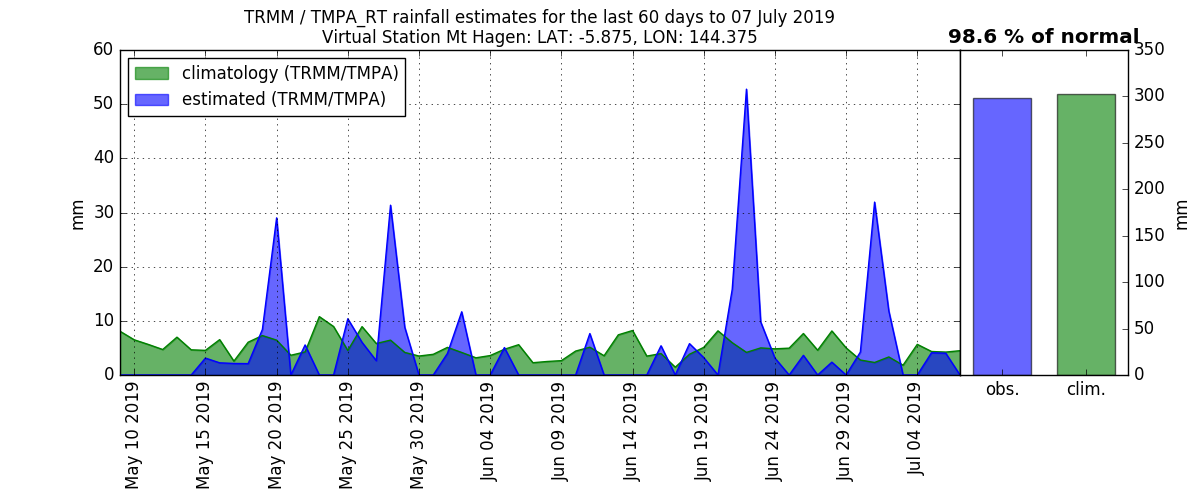 TRMM / TMPA_RT rainfall estimates for the last 60 days to 07 July 2019
Virtual Station Mt Hagen: LAT: -5.875, LON: 144.375
98.6 % of normal
climatology (TRMM/TMPA)
estimated (TRMM/TMPA)
60
50
40
30
20
10
0
mm
May 10 2019
May 15 2019
May 20 2019
May 25 2019
May 30 2019
Jun 04 2019
Jun 09 2019
Jun 14 2019
Jun 19 2019
Jun 24 2019
Jun 29 2019
Jul 04 2019
obs.
clim.
350
300
250
200
150
100
50
0
mm